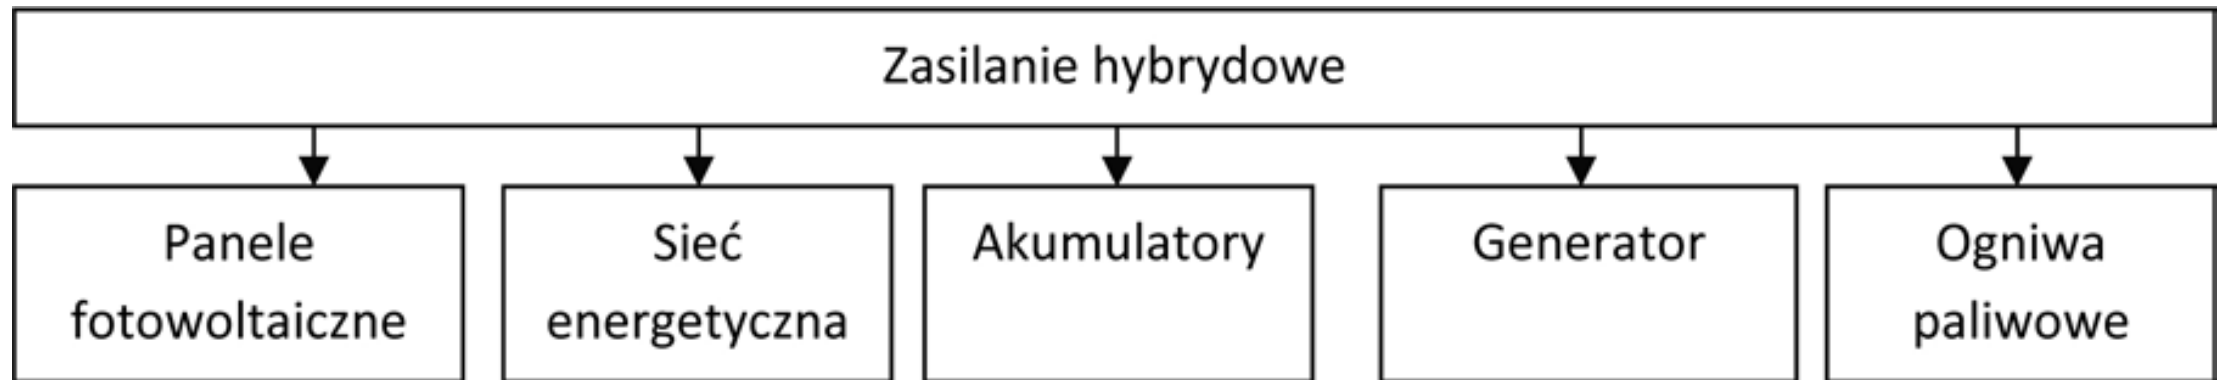 Zasilanie hybrydowe
Panele
fotowoltaiczne
Sieć
energetyczna
Akumulatory
Generator
Ogniwa
paliwowe